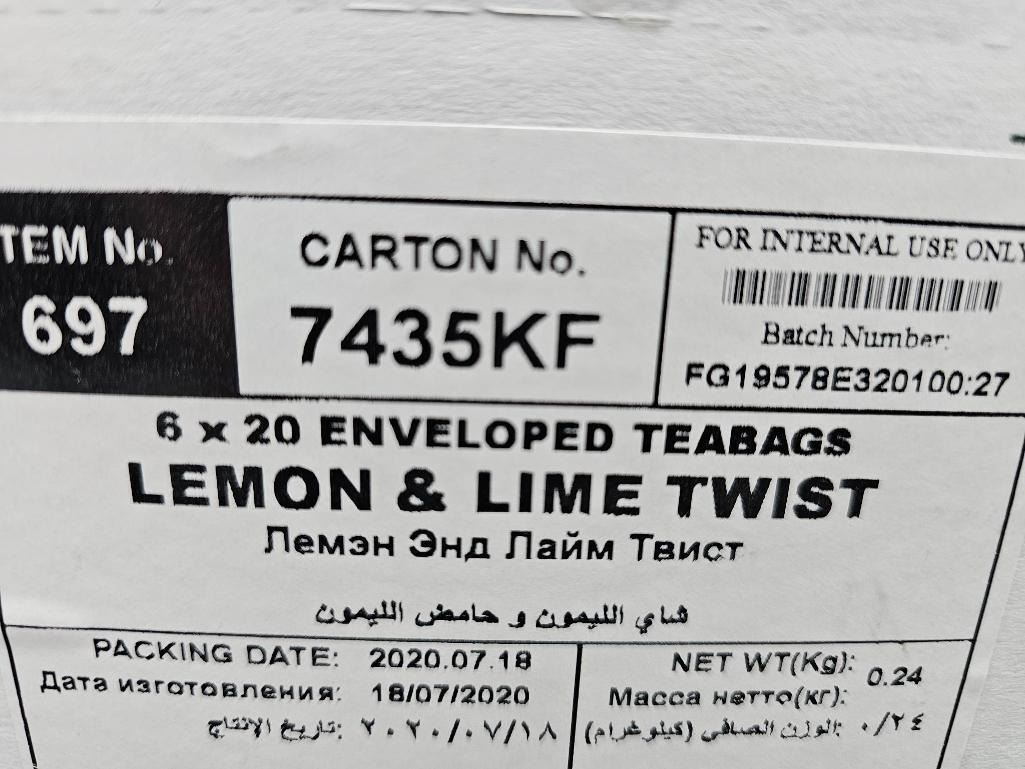 TEM No.
697
CARTON No.
7435KF
FOR INTERNAL USE ONLY
Batch Number:
FG19578E320100:27
6 x 20 ENVELOPED TEABAGS
LEMON & LIME TWIST
Лемэн Энд Лайм Твист
شاي الليمون و حامض الليمون
PACKING DATE: 2020.07.18
Дата изготовления: 18/07/2020
تاريخ الإنتاج: ٢٠٢٠/٠٧/١٨
NET WT(Kg): 0.24
Масса нетто(кг):
الوزن الصافي (كيلوغرام): ٠/٢٤